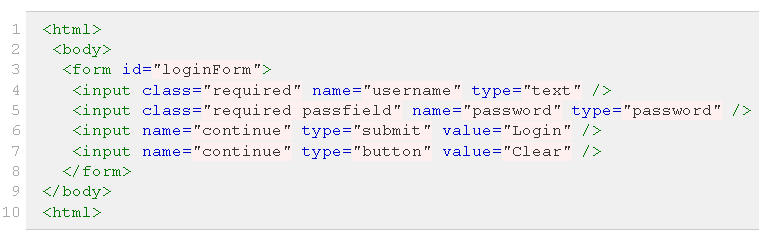 1 <html>
2 <body>
3 <form id="loginForm">
4 <input class="required" name="username" type="text" />
5 <input class="required passfield" name="password" type="password" />
6 <input name="continue" type="submit" value="Login" />
7 <input name="continue" type="button" value="Clear" />
8 </form>
9 </body>
10 <html>